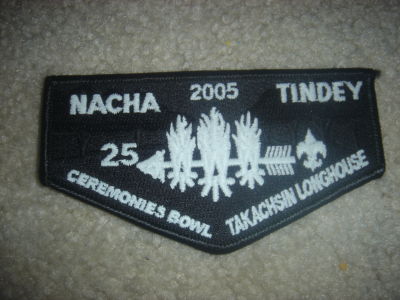 NACHA 2005 TINDEY
25
CEREMONIES BOWL TAKACHSIN LONGHOUSE